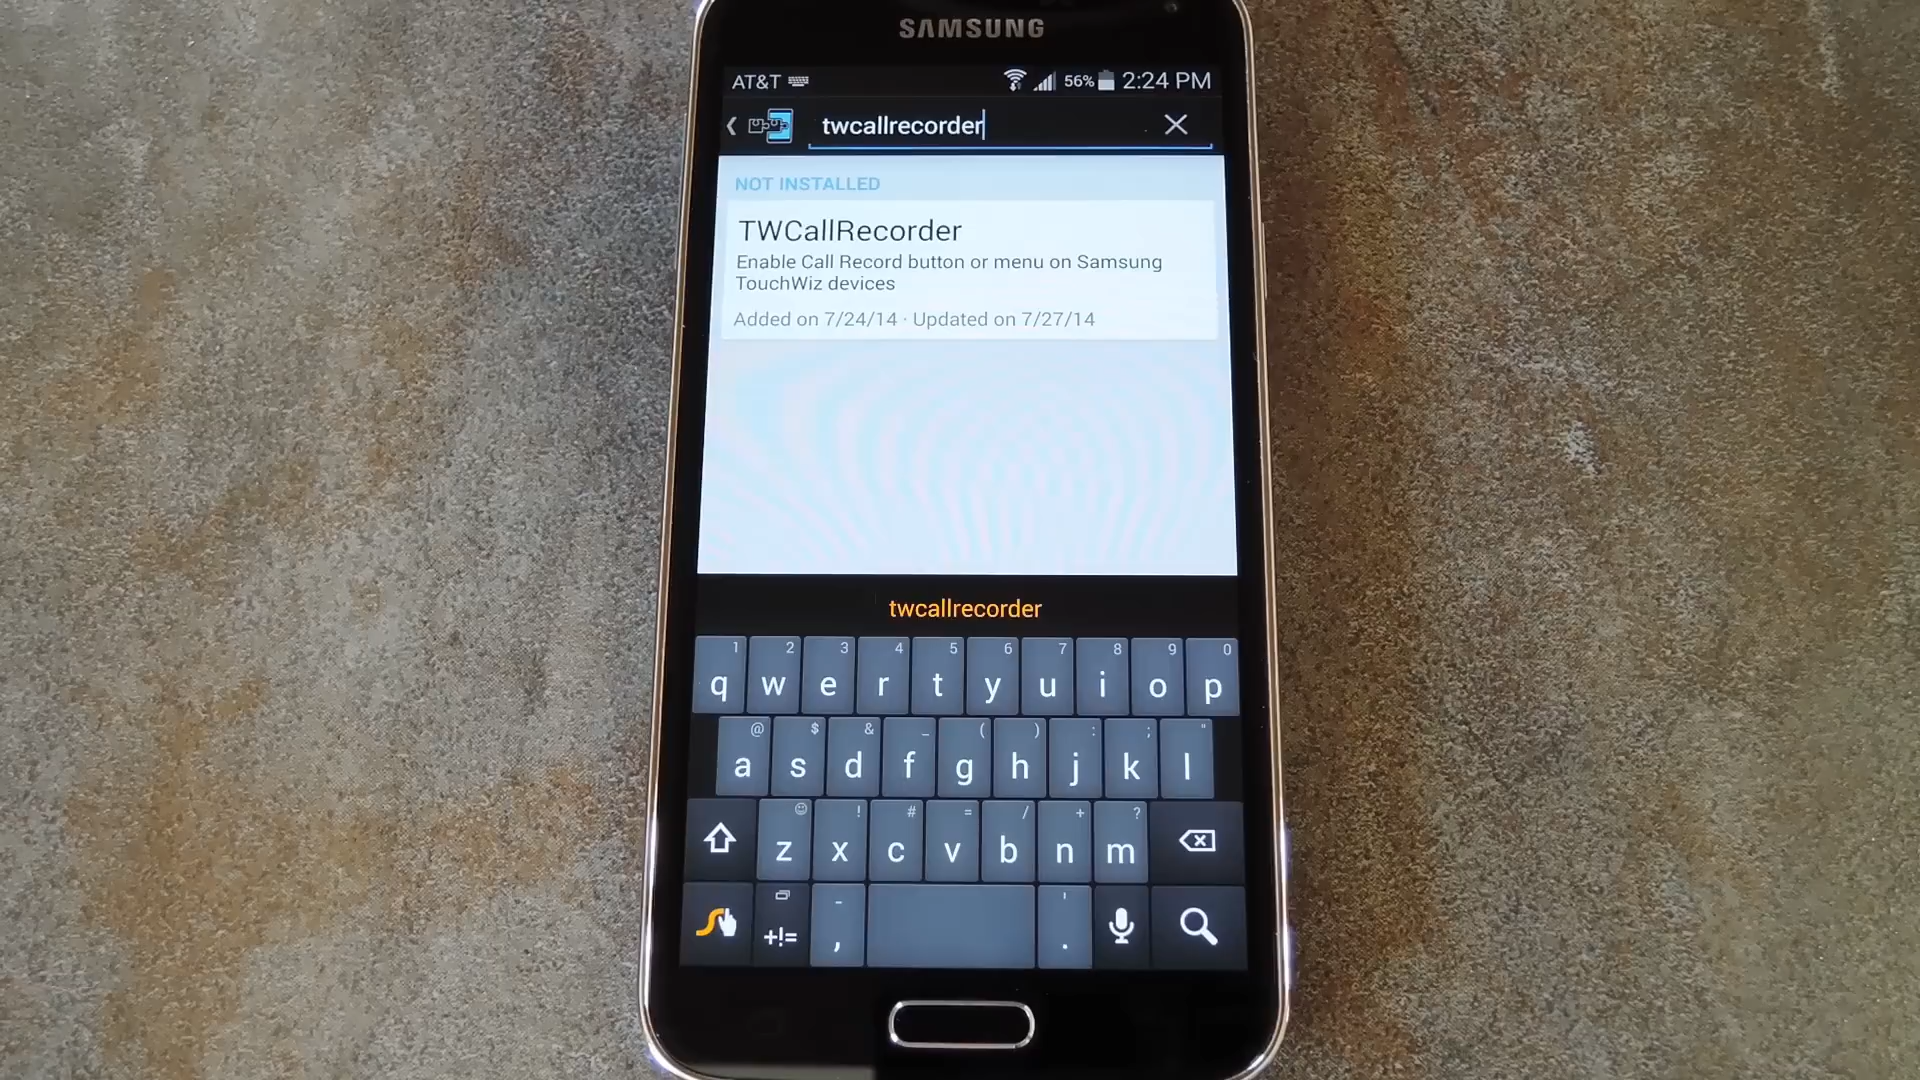 SAMSUNG
AT&T 56% 2:24 PM
twcallrecorder
NOT INSTALLED
TWCallRecorder
Enable Call Record button or menu on Samsung
TouchWiz devices
Added on 7/24/14 · Updated on 7/27/14
twcallrecorder
1 2 3 4 5 6 7 8 9 0
q w e r t y u i o p
@ $ & _ ( ) : ; "
a s d f g h j k l
! # = / + ?
z x c v b n m
- '
+!= , .